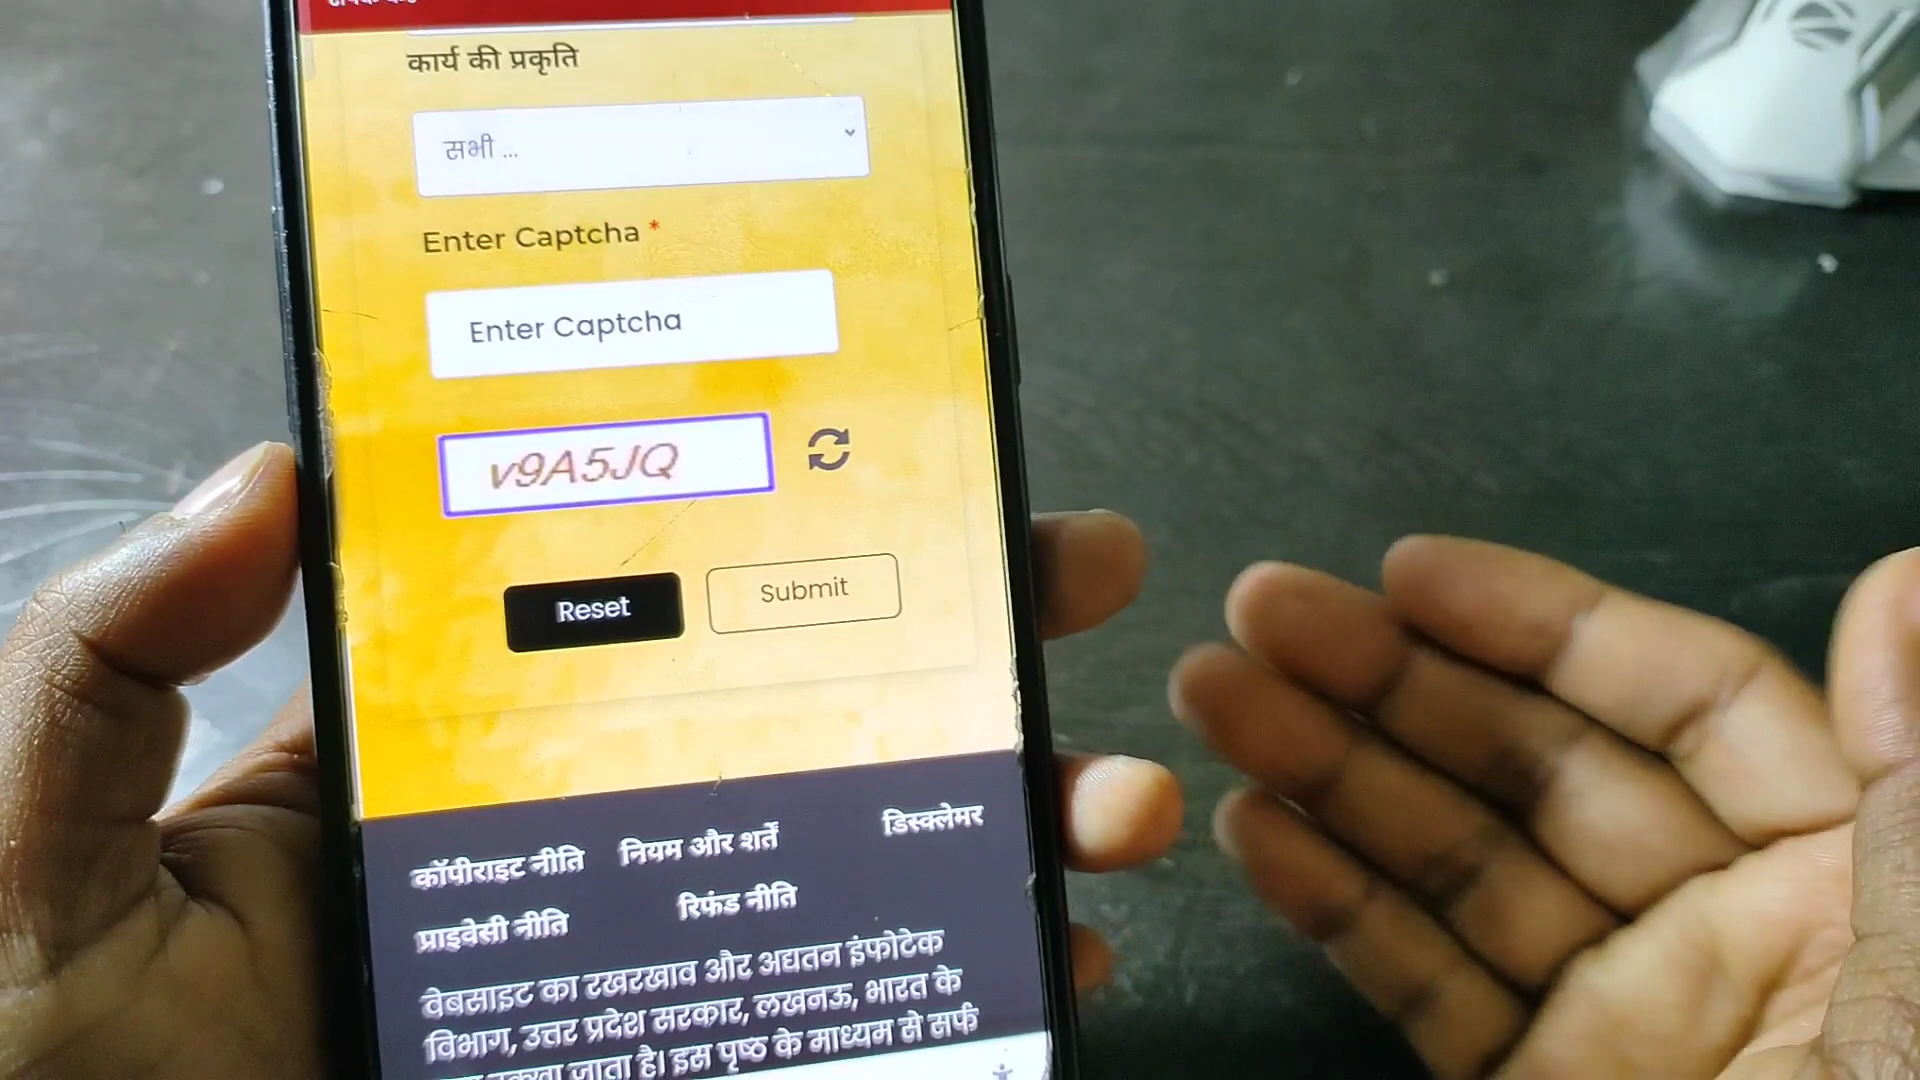 कार्य की प्रकृति
सभी ...
Enter Captcha *
Enter Captcha
v9A5JQ
Reset Submit
कॉपीराइट नीति नियम और शर्तें डिस्क्लेमर
प्राइवेसी नीति रिफंड नीति
वेबसाइट का रखरखाव और अद्यतन इंफोटेक
विभाग, उत्तर प्रदेश सरकार, लखनऊ, भारत के
जाता है। इस पृष्ठ के माध्यम से सर्फ